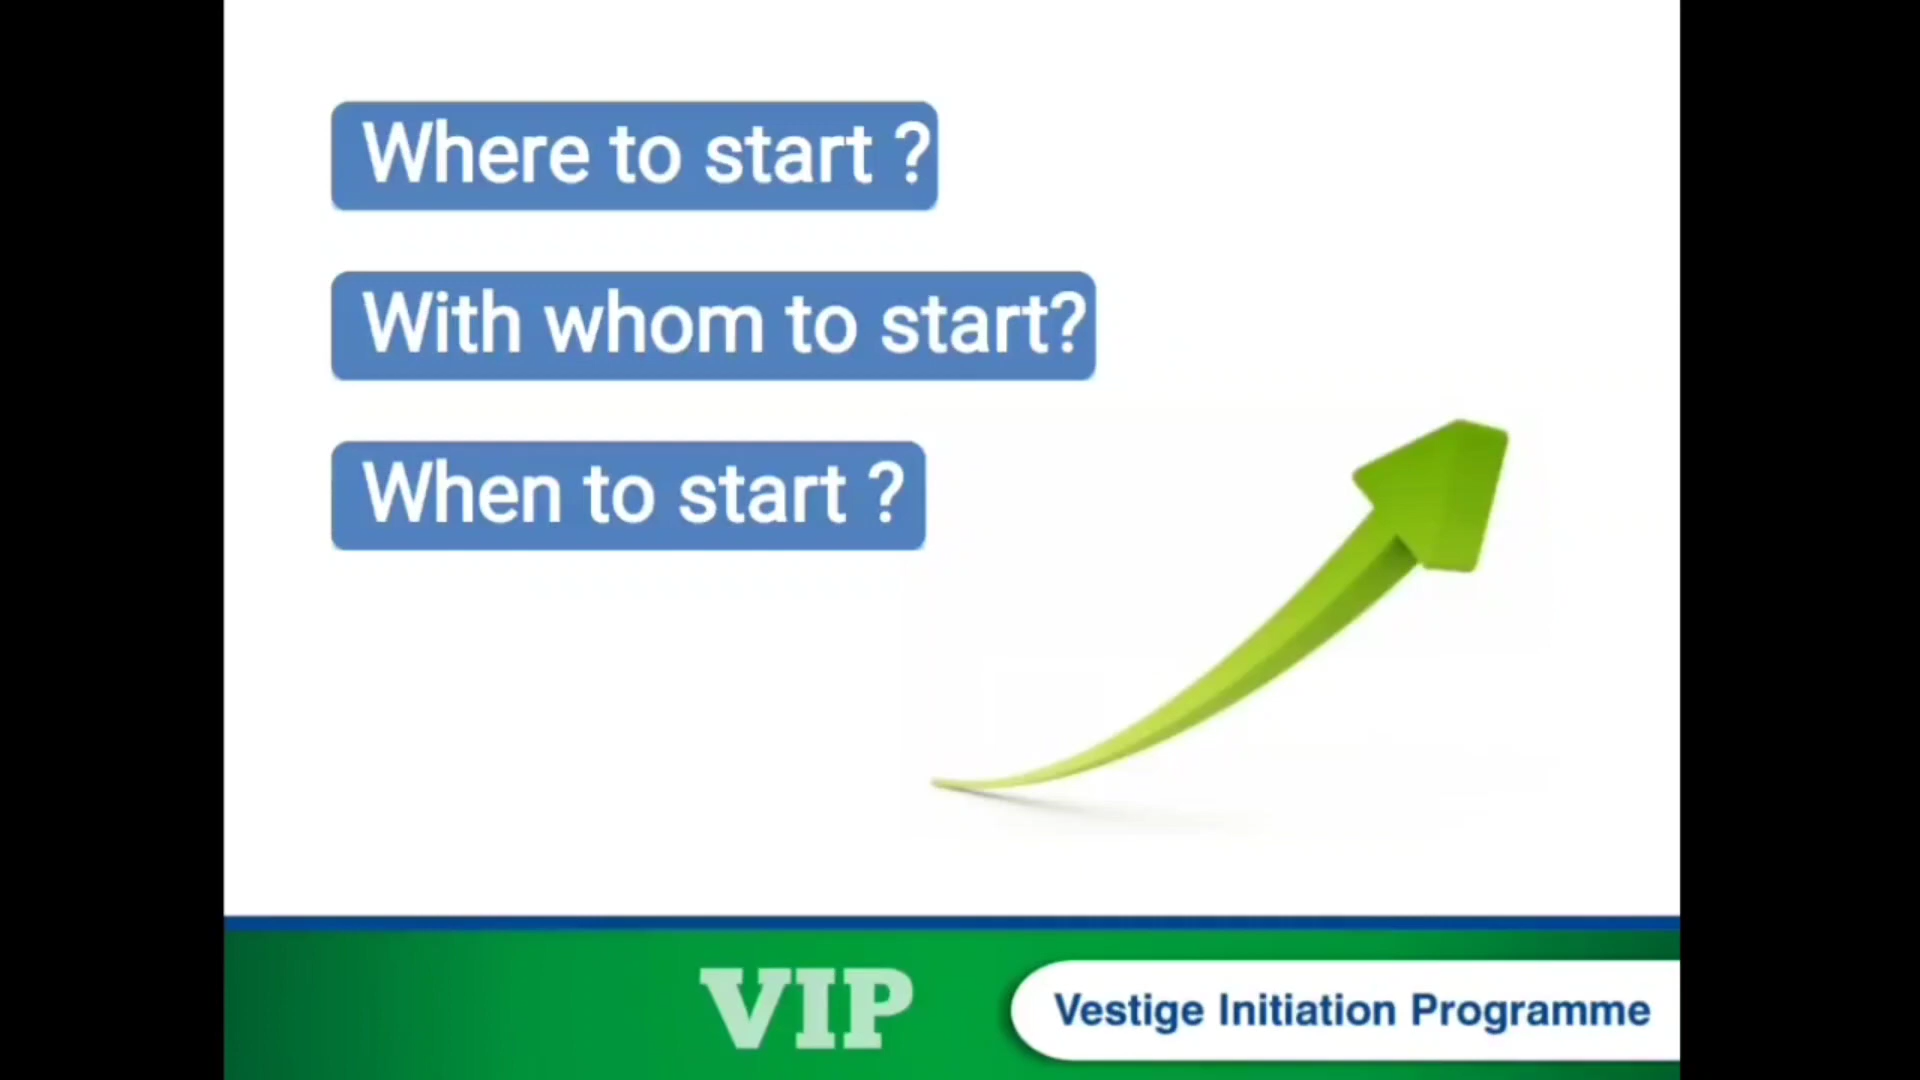 Where to start ?
With whom to start?
When to start ?
VIP
Vestige Initiation Programme